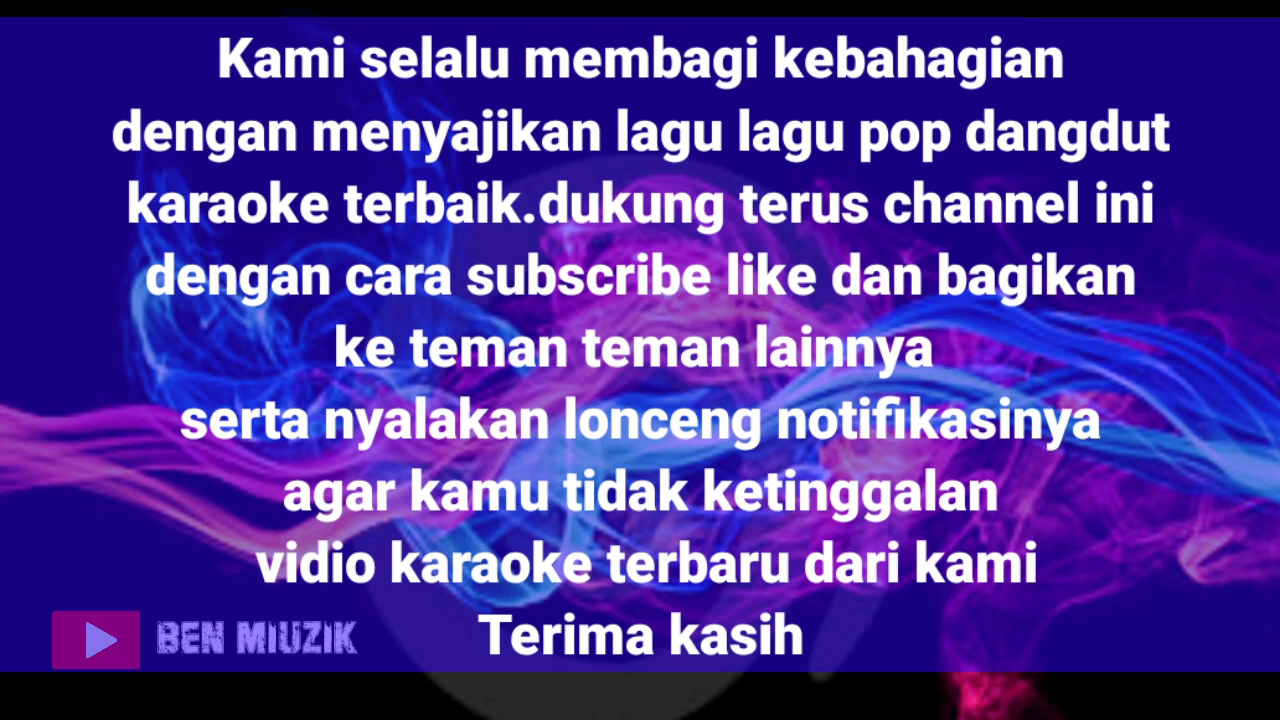 Kami selalu membagi kebahagian
dengan menyajikan lagu lagu pop dangdut
karaoke terbaik.dukung terus channel ini
dengan cara subscribe like dan bagikan
ke teman teman lainnya
serta nyalakan lonceng notifikasinya
agar kamu tidak ketinggalan
vidio karaoke terbaru dari kami
Terima kasih
BEN MIUZIK